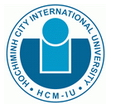 HOCHIMINH CITY INTERNATIONAL UNIVERSITY
• HCM-IU •